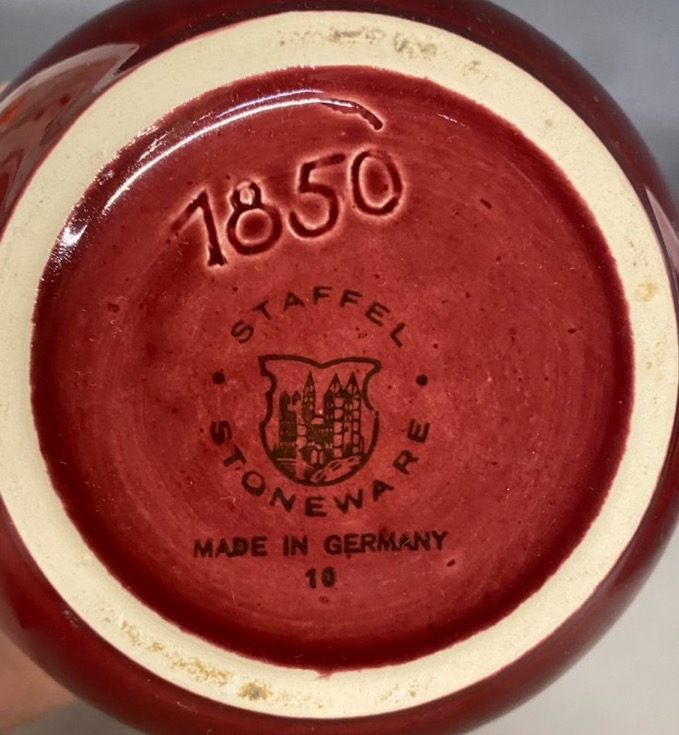 1850
STAFFEL
STONEWARE
MADE IN GERMANY
10